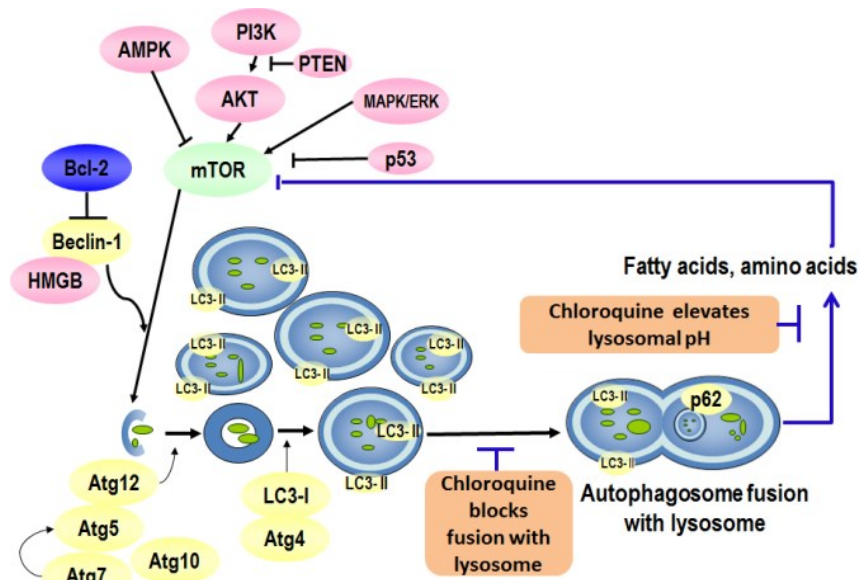 PI3K
AMPK
PTEN
AKT
MAPK/ERK
p53
mTOR
Bcl-2
Beclin-1
HMGB
LC3-II
LC3-II
LC3-II
LC3-II
LC3-II
LC3-II
LC3-II
LC3-II
LC3-II
LC3-II
Fatty acids, amino acids
Chloroquine elevates
lysosomal pH
LC3-II
p62
LC3-II
Autophagosome fusion
with lysosome
Chloroquine
blocks
fusion with
lysosome
Atg12
Atg5
Atg7
Atg10
LC3-I
Atg4